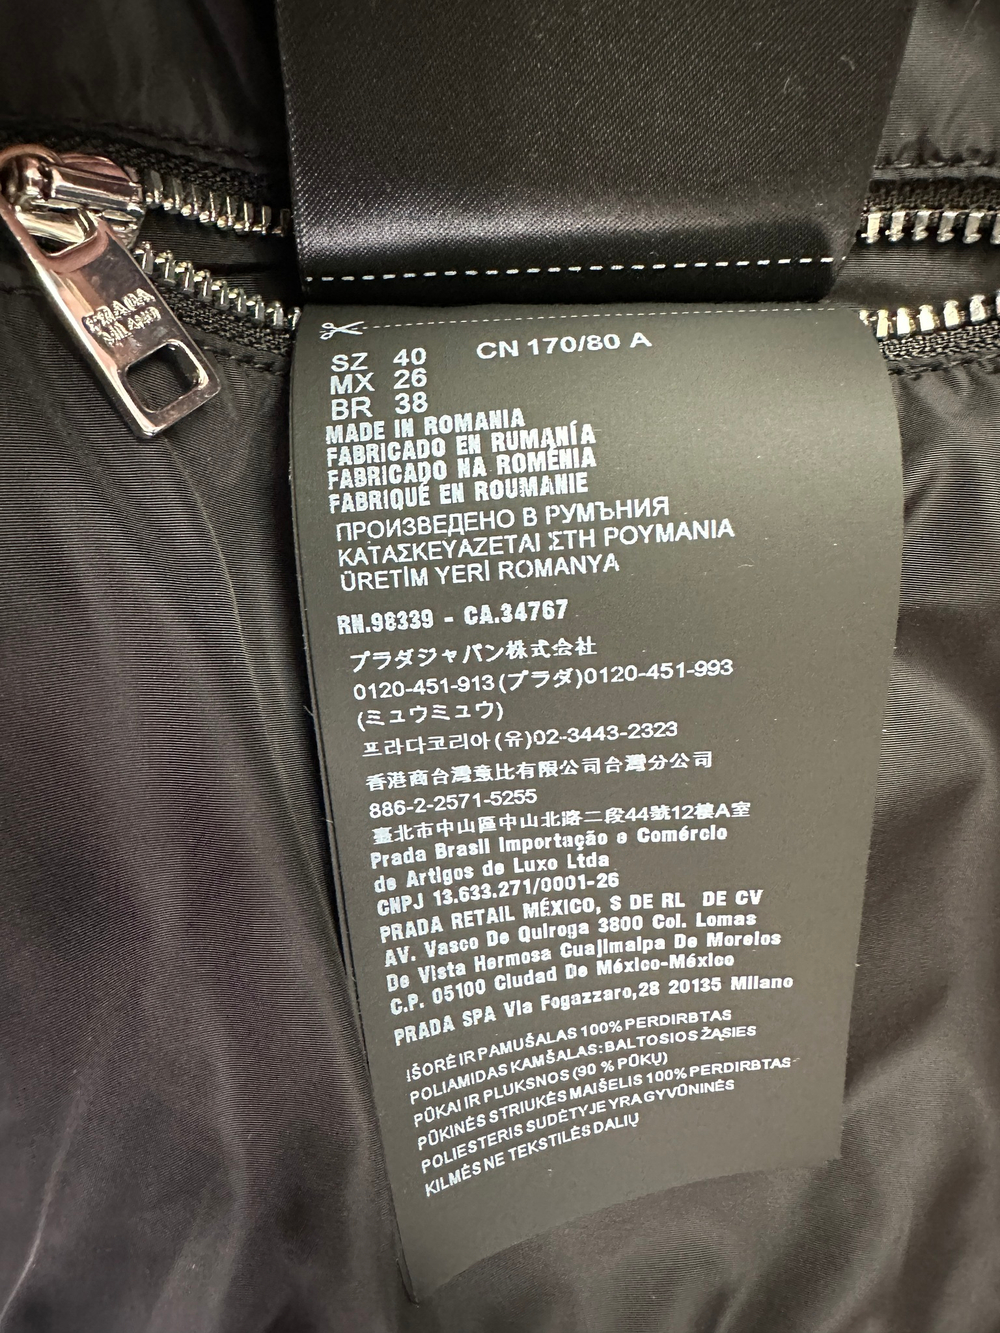 PRADA
MILANO
SZ 40 CN 170/80 A
MX 26
BR 38
MADE IN ROMANIA
FABRICADO EN RUMANÍA
FABRICADO NA ROMÊNIA
FABRIQUÉ EN ROUMANIE
ПРОИЗВЕДЕНО В РУМЪНИЯ
ΚΑΤΑΣΚΕΥΑΖΕΤΑΙ ΣΤΗ ΡΟΥΜΑΝΙΑ
ÜRETİM YERİ ROMANYA
RN.98339 - CA.34767
プラダジャパン株式会社
0120-451-913(プラダ)0120-451-993
(ミュウミュウ)
프라다코리아(유)02-3443-2323
香港商台灣意比有限公司台灣分公司
886-2-2571-5255
臺北市中山區中山北路二段44號12樓A室
Prada Brasil Importação e Comércio
de Artigos de Luxo Ltda
CNPJ 13.633.271/0001-26
PRADA RETAIL MÉXICO, S DE RL DE CV
AV. Vasco De Quiroga 3800 Col. Lomas
De Vista Hermosa Cuajimalpa De Morelos
C.P. 05100 Ciudad De México-México
PRADA SPA Via Fogazzaro,28 20135 Milano
IŠORĖ IR PAMUŠALAS 100% PERDIRBTAS
POLIAMIDAS KAMŠALAS: BALTOSIOS ŽĄSIES
PŪKAI IR PLUKSNOS (90 % PŪKŲ)
PŪKINĖS STRIUKĖS MAIŠELIS 100% PERDIRBTAS
POLIESTERIS SUDĖTYJE YRA GYVŪNINĖS
KILMĖS NE TEKSTILĖS DALIŲ